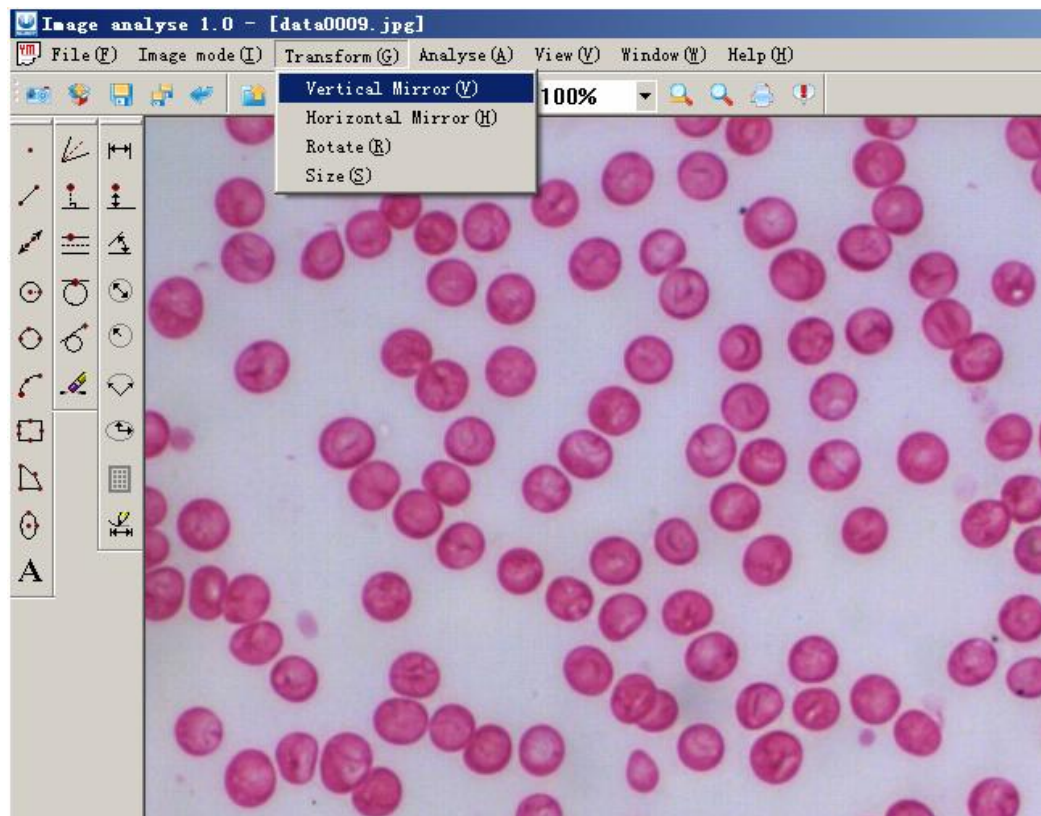 Image analyse 1.0 - [data0009.jpg]
File(F) Image mode(I) Transform(G) Analyse(A) View(V) Window(W) Help(H)
Vertical Mirror(V)
100%
Horizontal Mirror(H)
Rotate(R)
Size(S)
A